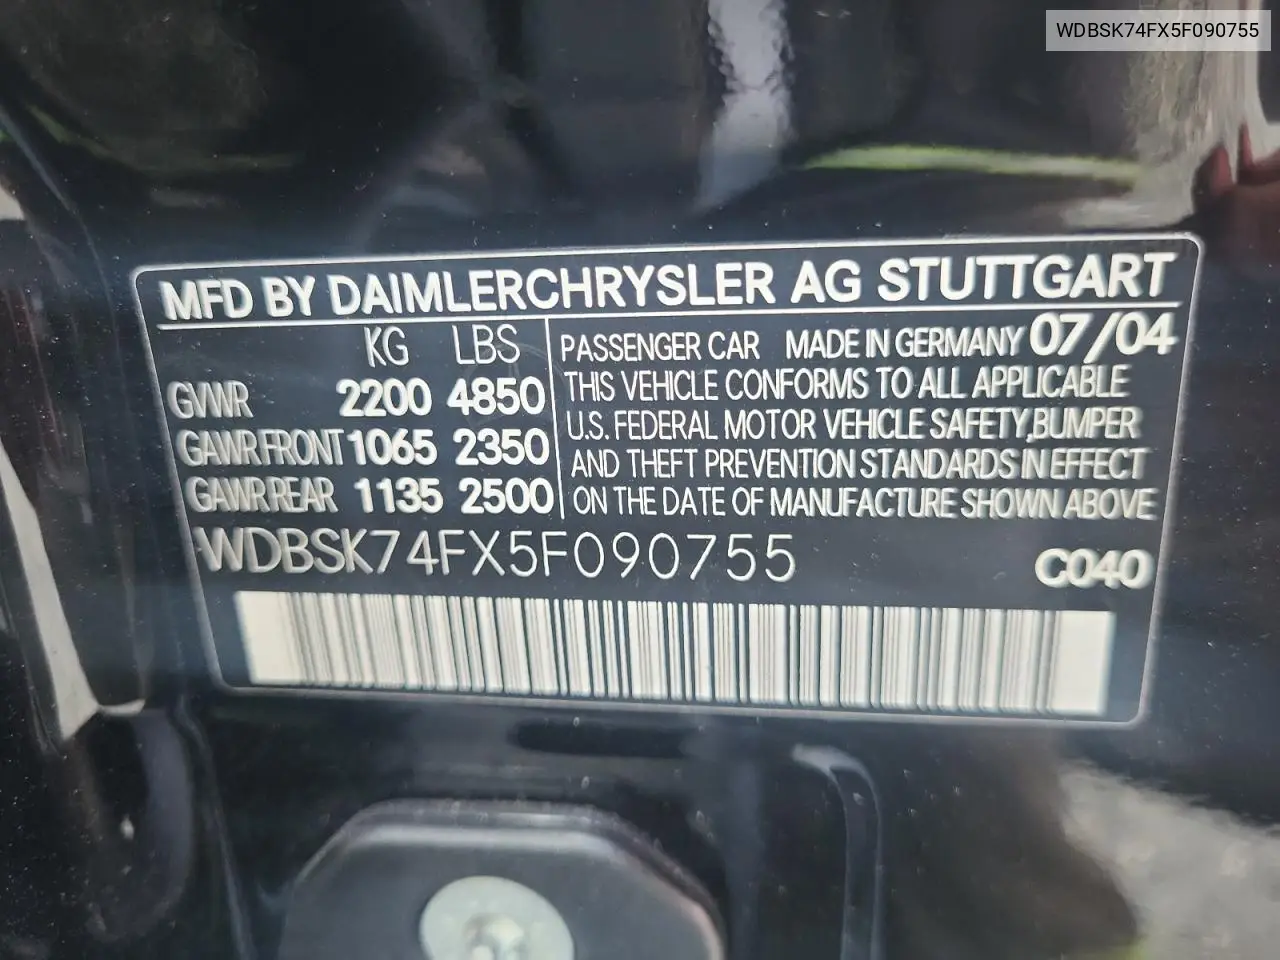 WDBSK74FX5F090755
MFD BY DAIMLERCHRYSLER AG STUTTGART
KG LBS
GVWR 2200 4850
GAWR FRONT 1065 2350
GAWR REAR 1135 2500
PASSENGER CAR MADE IN GERMANY 07/04
THIS VEHICLE CONFORMS TO ALL APPLICABLE
U.S. FEDERAL MOTOR VEHICLE SAFETY, BUMPER
AND THEFT PREVENTION STANDARDS IN EFFECT
ON THE DATE OF MANUFACTURE SHOWN ABOVE
WDBSK74FX5F090755 C040